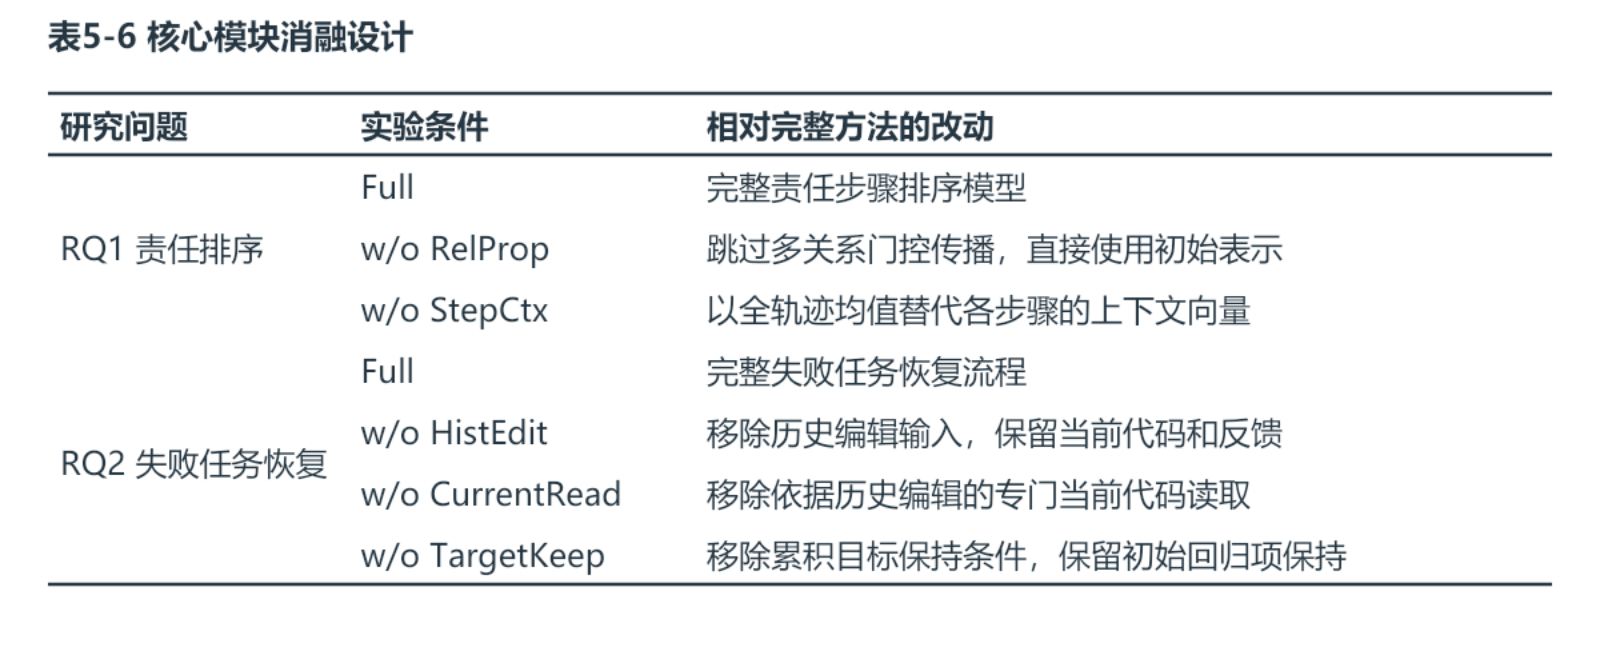 表5-6 核心模块消融设计
研究问题 实验条件 相对完整方法的改动
Full 完整责任步骤排序模型
RQ1 责任排序 w/o RelProp 跳过多关系门控传播，直接使用初始表示
w/o StepCtx 以全轨迹均值替代各步骤的上下文向量
Full 完整失败任务恢复流程
w/o HistEdit 移除历史编辑输入，保留当前代码和反馈
RQ2 失败任务恢复
w/o CurrentRead 移除依据历史编辑的专门当前代码读取
w/o TargetKeep 移除累积目标保持条件，保留初始回归项保持